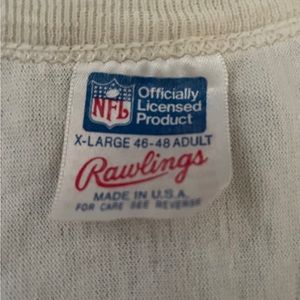 NFL
Officially
Licensed
Product
X-LARGE 46-48 ADULT
Rawlings
MADE IN U.S.A.
FOR CARE SEE REVERSE